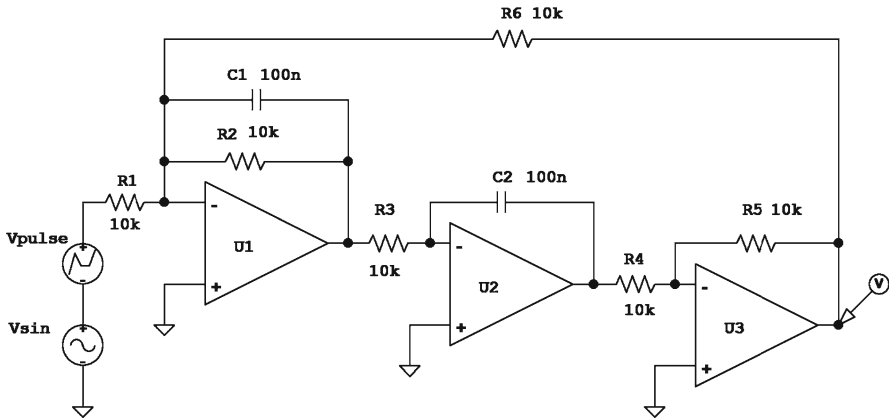 R6 10k
C1 100n
R2 10k
R1
10k
-
+
U1
Vpulse
+
-
Vsin
+
-
R3
10k
C2 100n
-
+
U2
R4
10k
R5 10k
-
+
U3
V